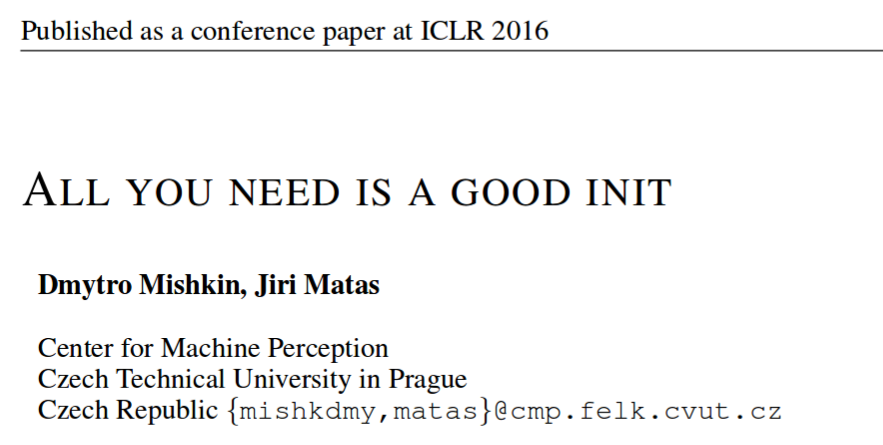 Published as a conference paper at ICLR 2016
ALL YOU NEED IS A GOOD INIT
Dmytro Mishkin, Jiri Matas
Center for Machine Perception
Czech Technical University in Prague
Czech Republic {mishkdmy,matas}@cmp.felk.cvut.cz